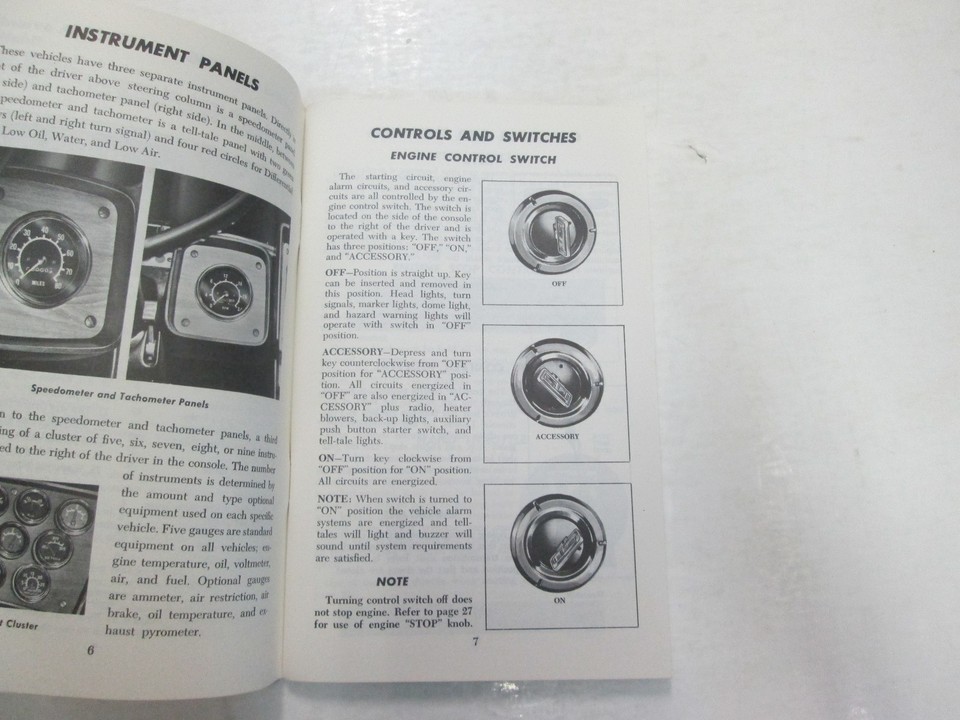 INSTRUMENT PANELS
These vehicles have three separate instrument panels. Directly in
of the driver above steering column is a speedometer panel
side) and tachometer panel (right side). In the middle, between
speedometer and tachometer is a tell-tale panel with two green
(left and right turn signal) and four red circles for Differential
Low Oil, Water, and Low Air.
Speedometer and Tachometer Panels
to the speedometer and tachometer panels, a third
of a cluster of five, six, seven, eight, or nine instru-
to the right of the driver in the console. The number
of instruments is determined by
the amount and type optional
equipment used on each specific
vehicle. Five gauges are standard
equipment on all vehicles; en-
gine temperature, oil, voltmeter,
air, and fuel. Optional gauges
are ammeter, air restriction, air
brake, oil temperature, and ex-
haust pyrometer.
Cluster
6
CONTROLS AND SWITCHES
ENGINE CONTROL SWITCH
The starting circuit, engine
alarm circuits, and accessory cir-
cuits are all controlled by the en-
gine control switch. The switch is
located on the side of the console
to the right of the driver and is
operated with a key. The switch
has three positions: "OFF," "ON,"
and "ACCESSORY."
OFF—Position is straight up. Key
can be inserted and removed in
this position. Head lights, turn
signals, marker lights, dome light,
and hazard warning lights will
operate with switch in "OFF"
position.
ACCESSORY—Depress and turn
key counterclockwise from "OFF"
position for "ACCESSORY" posi-
tion. All circuits energized in
"OFF" are also energized in "AC-
CESSORY" plus radio, heater
blowers, back-up lights, auxiliary
push button starter switch, and
tell-tale lights.
ON—Turn key clockwise from
"OFF" position for "ON" position.
All circuits are energized.
NOTE: When switch is turned to
"ON" position the vehicle alarm
systems are energized and tell-
tales will light and buzzer will
sound until system requirements
are satisfied.
NOTE
Turning control switch off does
not stop engine. Refer to page 27
for use of engine "STOP" knob.
OFF
ACCESSORY
ON
7